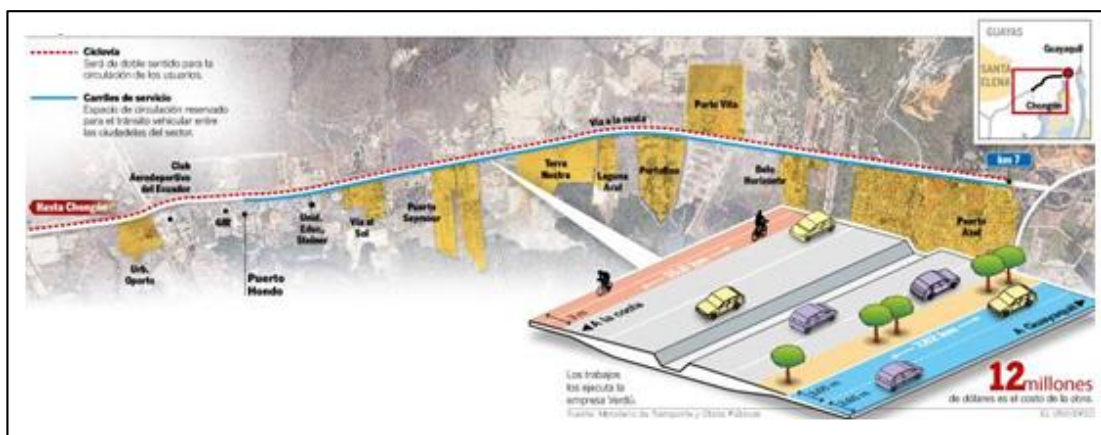 Ciclovía
Será de doble sentido para la
circulación de los usuarios.
Carriles de servicio
Espacio de circulación reservado
para el tránsito vehicular entre
las ciudadelas del sector.
GUAYAS
Guayaquil
SANTA
ELENA
Chongón
Porto Vita
Vía a la costa
km 7
Club
Aerodeportivo
del Ecuador
Terra
Nostra
Laguna
Azul
Portofino
Belo
Horizonte
Hasta Chongón
GIR
Unid.
Educ.
Steiner
Vía al
Sol
Puerto
Seymour
Puerto
Azul
Urb.
Oporto
Puerto
Hondo
A la costa
A Guayaquil
Los trabajos
los ejecuta la
empresa Verdú.
12 millones
de dólares es el costo de la obra.
Fuente: Ministerio de Transporte y Obras Públicas
EL UNIVERSO